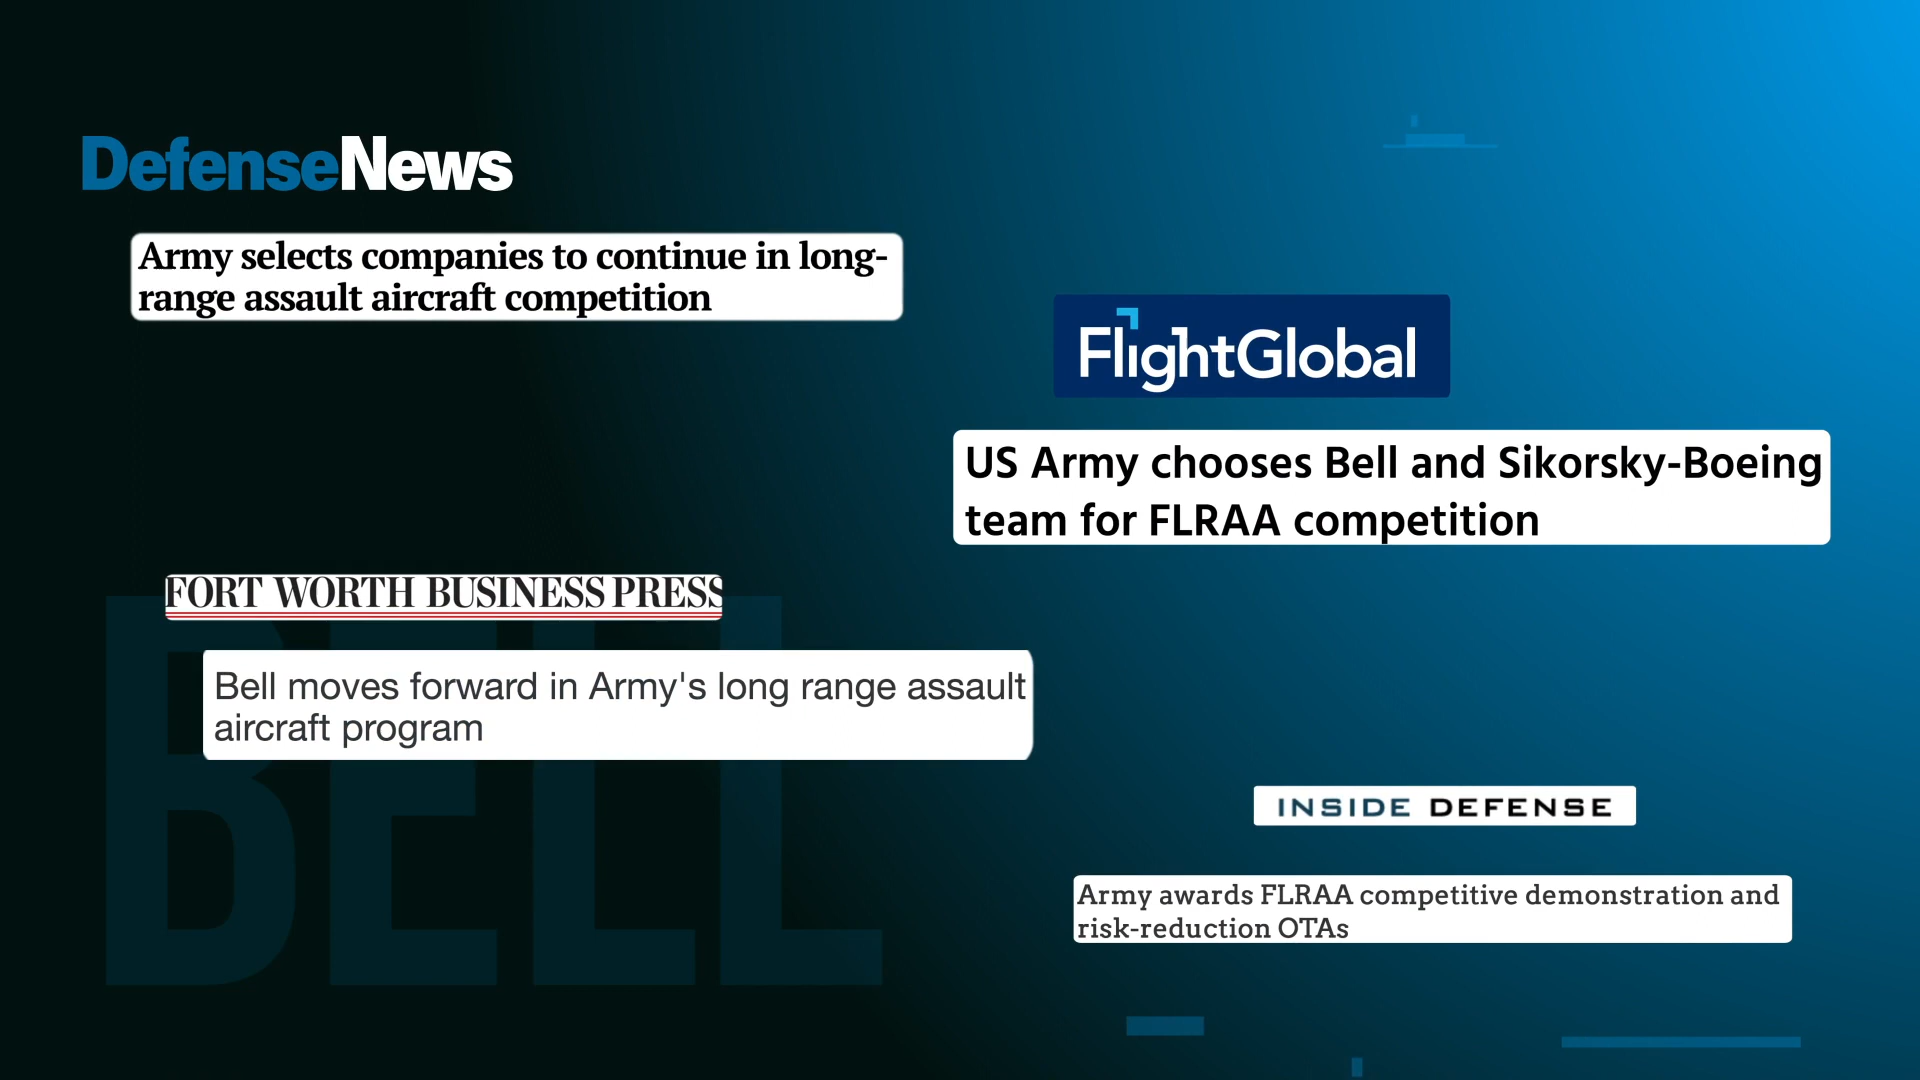 DefenseNews
Army selects companies to continue in long-
range assault aircraft competition
FlightGlobal
US Army chooses Bell and Sikorsky-Boeing
team for FLRAA competition
FORT WORTH BUSINESS PRESS
Bell moves forward in Army's long range assault
aircraft program
BELL
INSIDE DEFENSE
Army awards FLRAA competitive demonstration and
risk-reduction OTAs